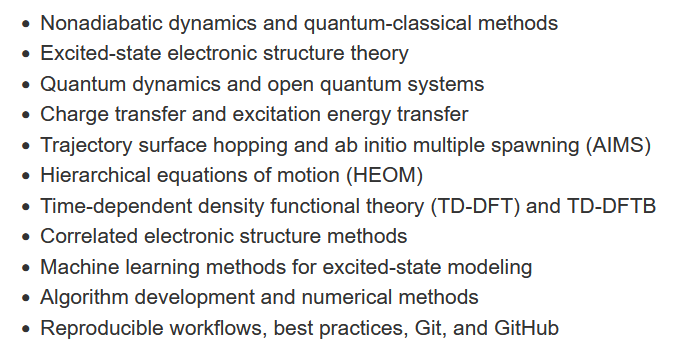 • Nonadiabatic dynamics and quantum-classical methods
• Excited-state electronic structure theory
• Quantum dynamics and open quantum systems
• Charge transfer and excitation energy transfer
• Trajectory surface hopping and ab initio multiple spawning (AIMS)
• Hierarchical equations of motion (HEOM)
• Time-dependent density functional theory (TD-DFT) and TD-DFTB
• Correlated electronic structure methods
• Machine learning methods for excited-state modeling
• Algorithm development and numerical methods
• Reproducible workflows, best practices, Git, and GitHub